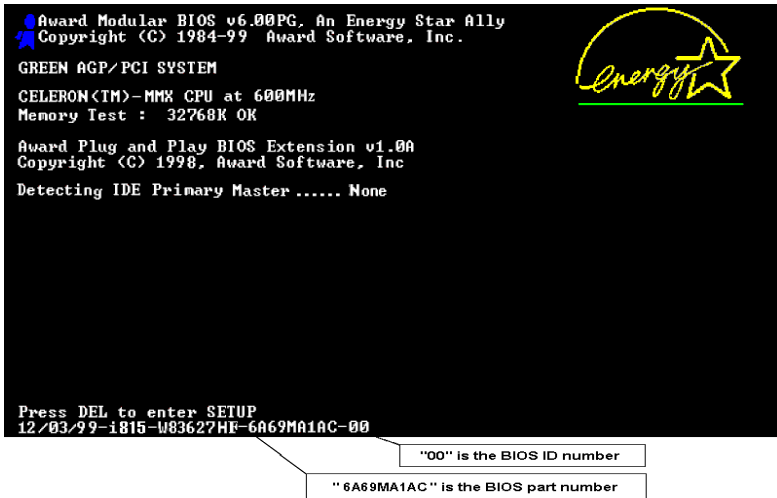 Award Modular BIOS v6.00PG, An Energy Star Ally
Copyright (C) 1984-99  Award Software, Inc.
energy
GREEN AGP/PCI SYSTEM
CELERON(TM)-MMX CPU at 600MHz
Memory Test :  32768K OK
Award Plug and Play BIOS Extension v1.0A
Copyright (C) 1998, Award Software, Inc
Detecting IDE Primary Master ...... None
Press DEL to enter SETUP
12/03/99-i815-W83627HF-6A69MA1AC-00
"00" is the BIOS ID number
" 6A69MA1AC " is the BIOS part number